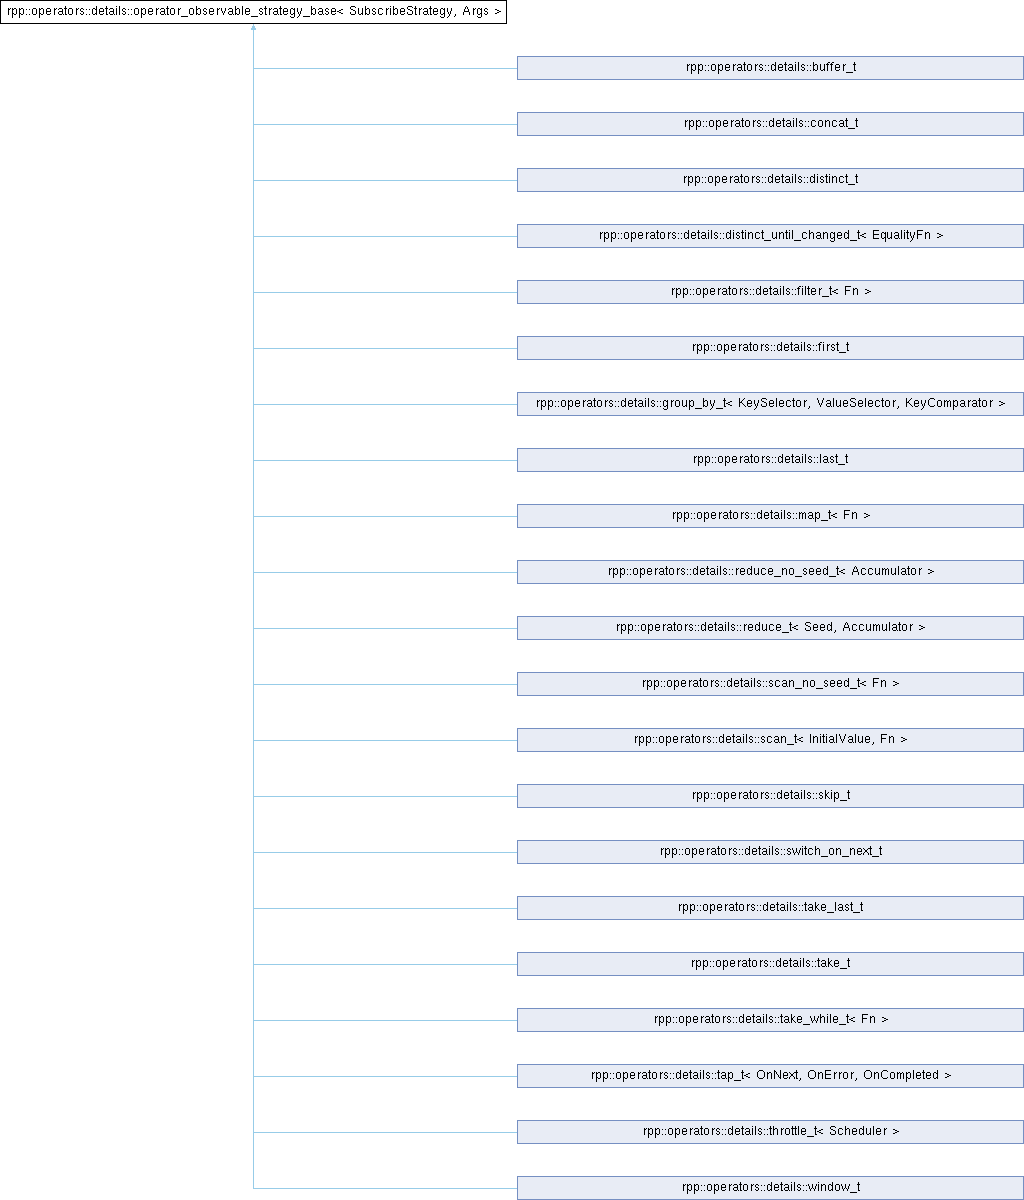 rpp::operators::details::operator_observable_strategy_base< SubscribeStrategy, Args >
rpp::operators::details::buffer_t
rpp::operators::details::concat_t
rpp::operators::details::distinct_t
rpp::operators::details::distinct_until_changed_t< EqualityFn >
rpp::operators::details::filter_t< Fn >
rpp::operators::details::first_t
rpp::operators::details::group_by_t< KeySelector, ValueSelector, KeyComparator >
rpp::operators::details::last_t
rpp::operators::details::map_t< Fn >
rpp::operators::details::reduce_no_seed_t< Accumulator >
rpp::operators::details::reduce_t< Seed, Accumulator >
rpp::operators::details::scan_no_seed_t< Fn >
rpp::operators::details::scan_t< InitialValue, Fn >
rpp::operators::details::skip_t
rpp::operators::details::switch_on_next_t
rpp::operators::details::take_last_t
rpp::operators::details::take_t
rpp::operators::details::take_while_t< Fn >
rpp::operators::details::tap_t< OnNext, OnError, OnCompleted >
rpp::operators::details::throttle_t< Scheduler >
rpp::operators::details::window_t